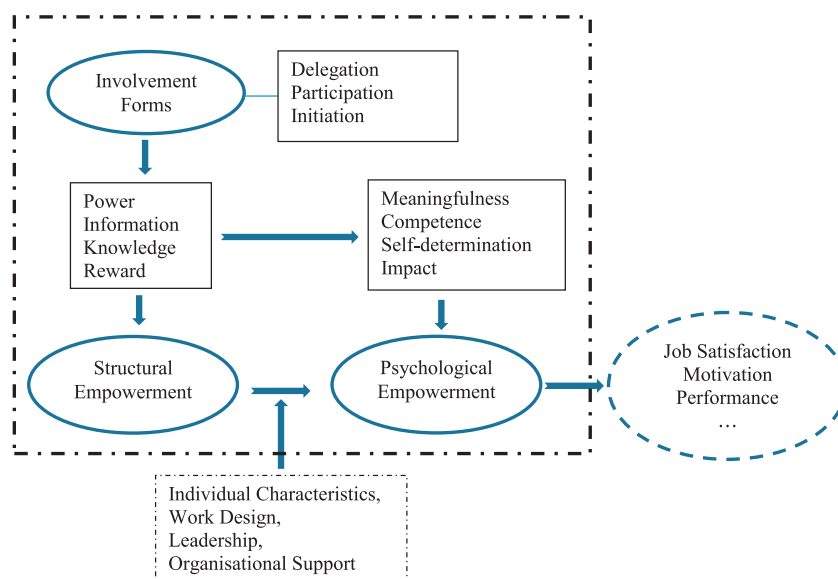 Involvement
Forms
Delegation
Participation
Initiation
Power
Information
Knowledge
Reward
Meaningfulness
Competence
Self-determination
Impact
Structural
Empowerment
Psychological
Empowerment
Job Satisfaction
Motivation
Performance
…
Individual Characteristics,
Work Design,
Leadership,
Organisational Support